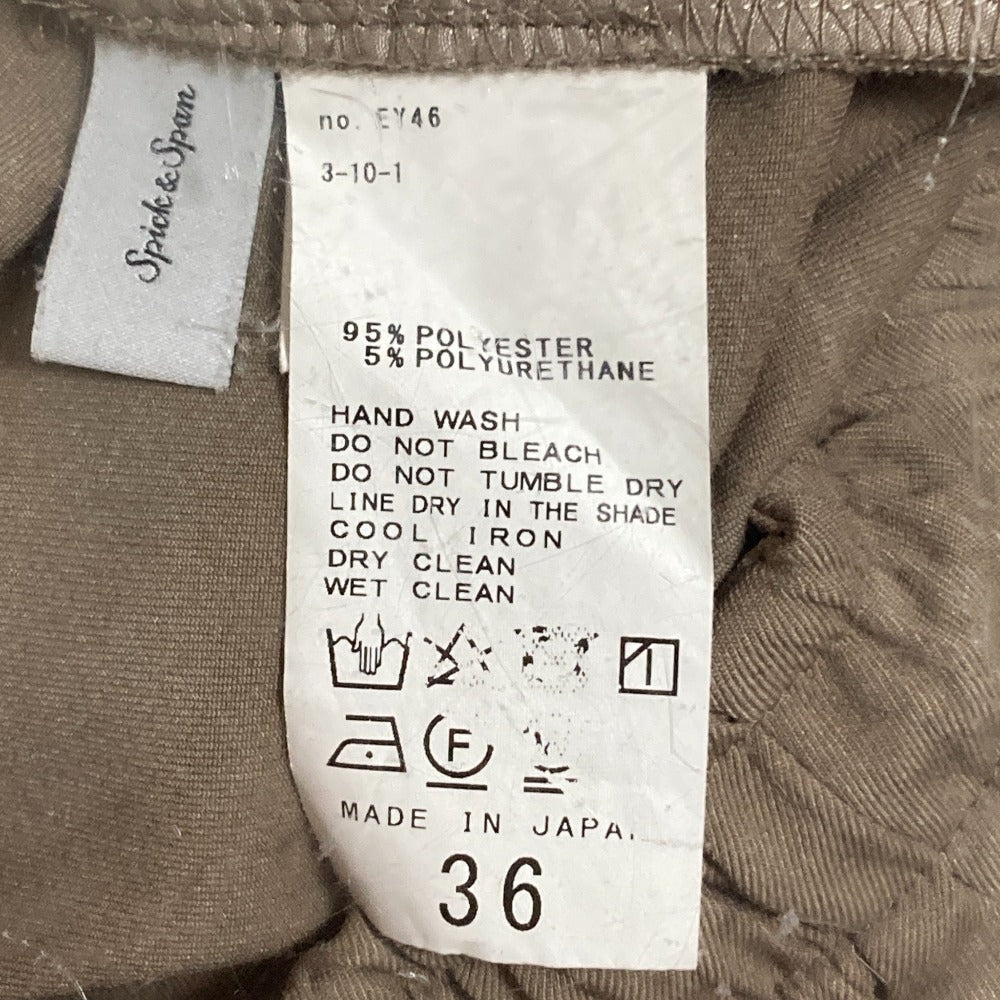 Spick & Span
no. EY46
3-10-1
95% POLYESTER
5% POLYURETHANE
HAND WASH
DO NOT BLEACH
DO NOT TUMBLE DRY
LINE DRY IN THE SHADE
COOL IRON
DRY CLEAN
WET CLEAN
F
MADE IN JAPA
36